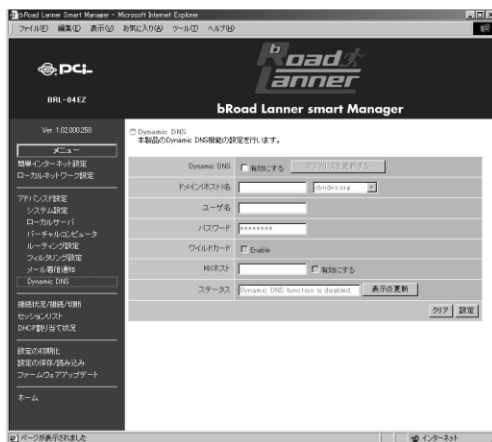 bRoad Lanner Smart Manager - Microsoft Internet Explorer
ファイル(F) 編集(E) 表示(V) お気に入り(A) ツール(T) ヘルプ(H)
PCi
BRL-04EZ
bRoad Lanner
bRoad Lanner smart Manager
Ver. 1.02.000.258
メニュー
簡単インターネット設定
ローカルネットワーク設定
アドバンスド設定
システム設定
ローカルサーバ
バーチャルコンピュータ
ルーティング設定
フィルタリング設定
メール着信通知
Dynamic DNS
接続状況/接続/切断
セッションリスト
DHCP割り当て状況
設定の初期化
設定の保存/読み込み
ファームウェアアップデート
ホーム
Dynamic DNS
本製品のDynamic DNS機能の設定を行います。
Dynamic DNS 有効にする IPアドレスを更新する
ドメイン(ホスト)名 dyndns.org
ユーザ名
パスワード ********
ワイルドカード Enable
MXホスト 有効にする
ステータス Dynamic DNS function is disabled. 表示の更新
クリア 設定
ページが表示されました インターネット